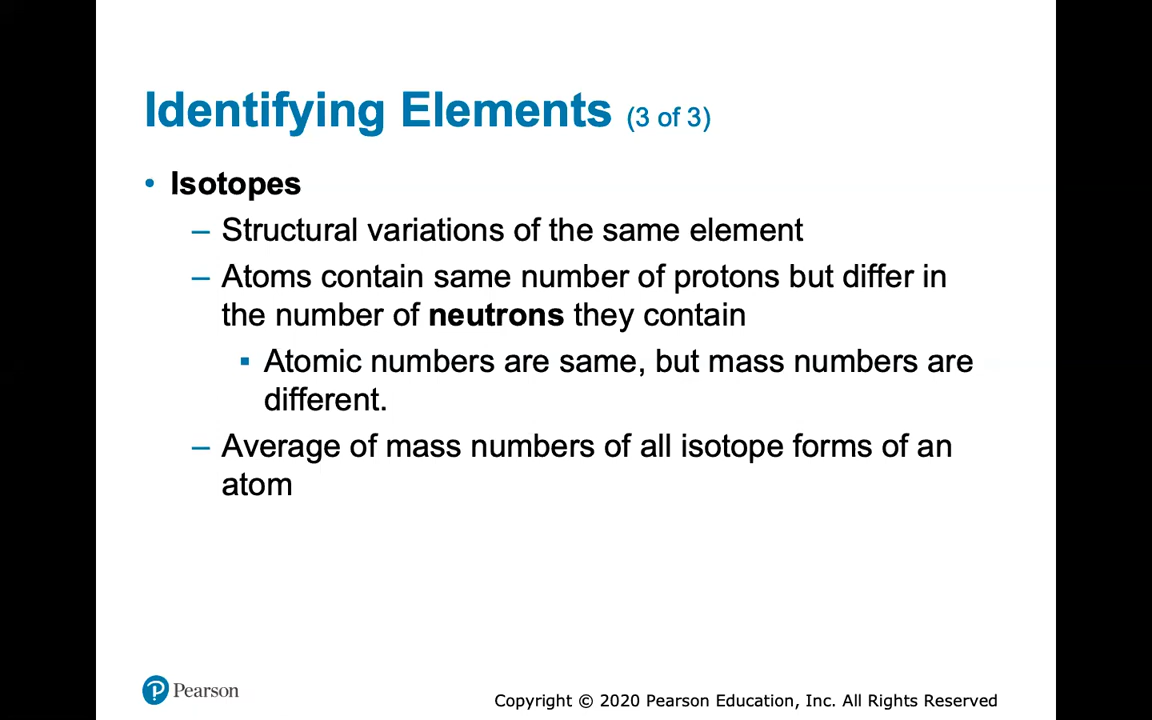 Identifying Elements (3 of 3)
• Isotopes
– Structural variations of the same element
– Atoms contain same number of protons but differ in
the number of neutrons they contain
▪ Atomic numbers are same, but mass numbers are
different.
– Average of mass numbers of all isotope forms of an
atom
P Pearson
Copyright © 2020 Pearson Education, Inc. All Rights Reserved